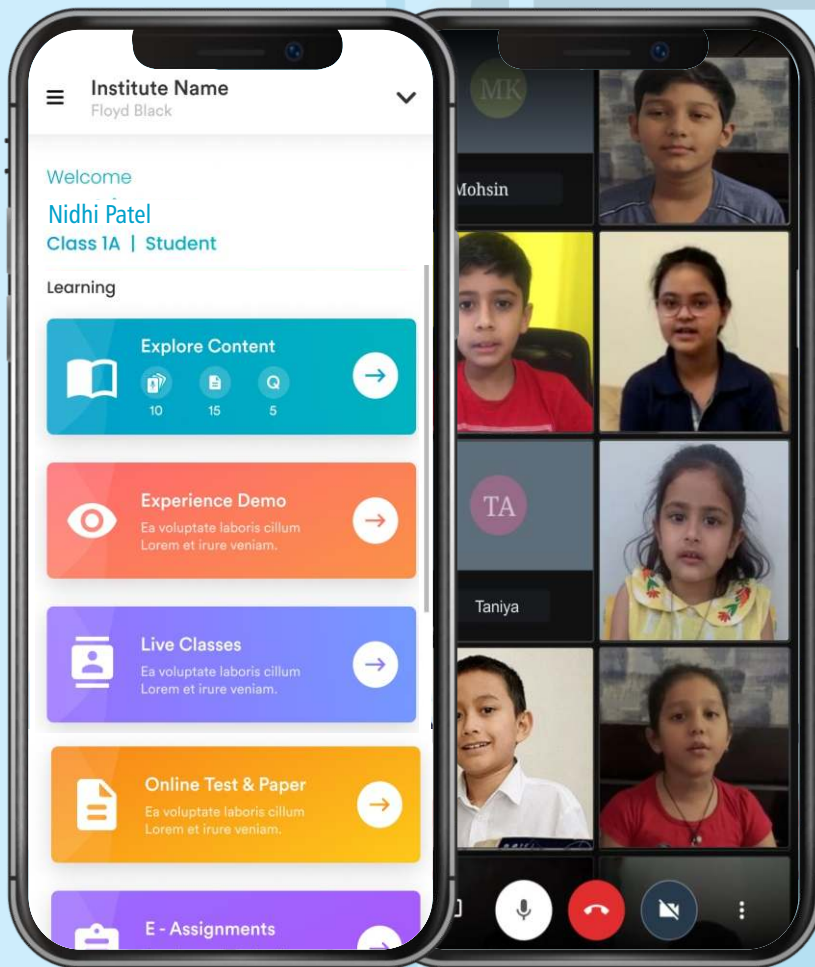 Institute Name
Floyd Black
Welcome
Nidhi Patel
Class 1A | Student
Learning
Explore Content
Q
10 15 5
Experience Demo
Ea voluptate laboris cillum
Lorem et irure veniam.
Live Classes
Ea voluptate laboris cillum
Lorem et irure veniam.
Online Test & Paper
Ea voluptate laboris cillum
Lorem et irure veniam.
E - Assignments
MK
Mohsin
TA
Taniya